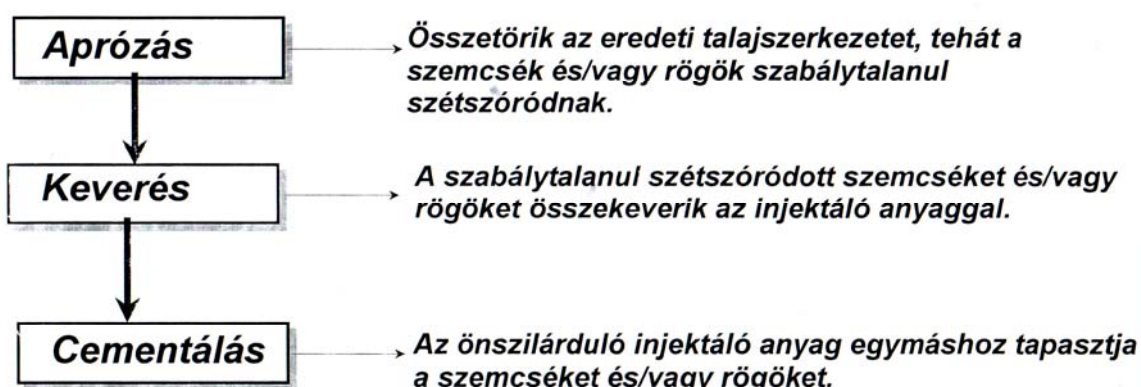 Aprózás
Összetörik az eredeti talajszerkezetet, tehát a
szemcsék és/vagy rögök szabálytalanul
szétszóródnak.
Keverés
A szabálytalanul szétszóródott szemcséket és/vagy
rögöket összekeverik az injektáló anyaggal.
Cementálás
Az önszilárduló injektáló anyag egymáshoz tapasztja
a szemcséket és/vagy rögöket.